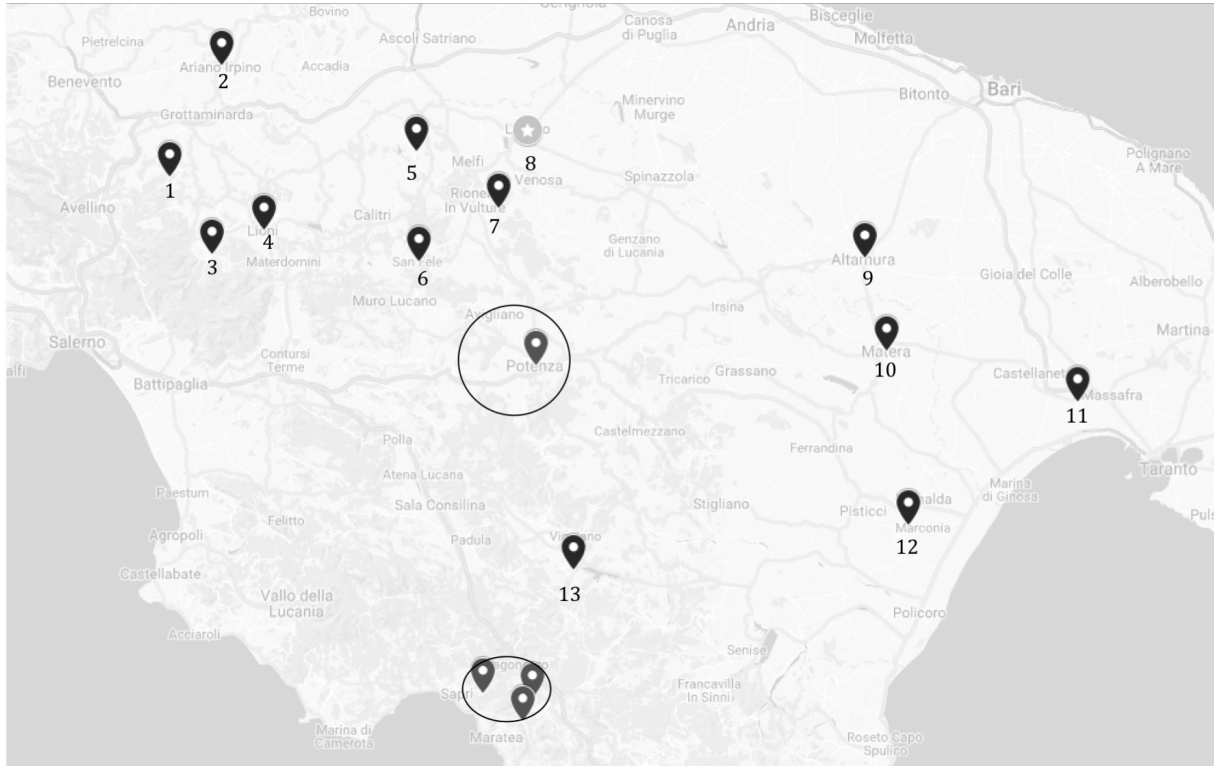 Bovino
Cerignola
Canosa
di Puglia
Bisceglie
Andria
Molfetta
Pietrelcina
Ascoli Satriano
Ariano Irpino
Accadia
Benevento
2
Bari
Bitonto
Grottaminarda
Minervino
Murge
Polignano
A Mare
Melfi
8
5
1
Venosa
Spinazzola
Avellino
Calitri
In Vulture
7
Lioni
4
Genzano
di Lucania
3
Materdomini
6
Altamura
9
Gioia del Colle
Alberobello
Muro Lucano
Avigliano
Irsina
Salerno
Martina
Contursi
Terme
Potenza
Matera
10
Battipaglia
Tricarico
Grassano
Massafra
11
Polla
Castelmezzano
Ferrandina
Taranto
Atena Lucana
Paestum
Sala Consilina
Stigliano
Marina
di Ginosa
Felitto
Pisticci
Marconia
12
Agropoli
Padula
Castellabate
13
Vallo della
Lucania
Policoro
Acciaroli
Senise
Sapri
Francavilla
In Sinni
Marina di
Camerota
Maratea
Roseto Capo
Spulico